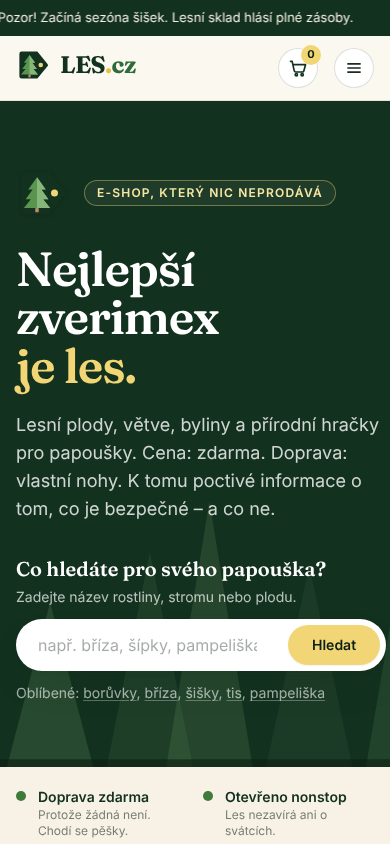 Pozor! Začíná sezóna šišek. Lesní sklad hlásí plné zásoby.
LES.cz
0
E-SHOP, KTERÝ NIC NEPRODÁVÁ
Nejlepší
zverimex
je les.
Lesní plody, větve, byliny a přírodní hračky
pro papoušky. Cena: zdarma. Doprava:
vlastní nohy. K tomu poctivé informace o
tom, co je bezpečné – a co ne.
Co hledáte pro svého papouška?
Zadejte název rostliny, stromu nebo plodu.
např. bříza, šípky, pampeliška
Hledat
Oblíbené: borůvky, bříza, šišky, tis, pampeliška
Doprava zdarma
Protože žádná není.
Chodí se pěšky.
Otevřeno nonstop
Les nezavírá ani o
svátcích.